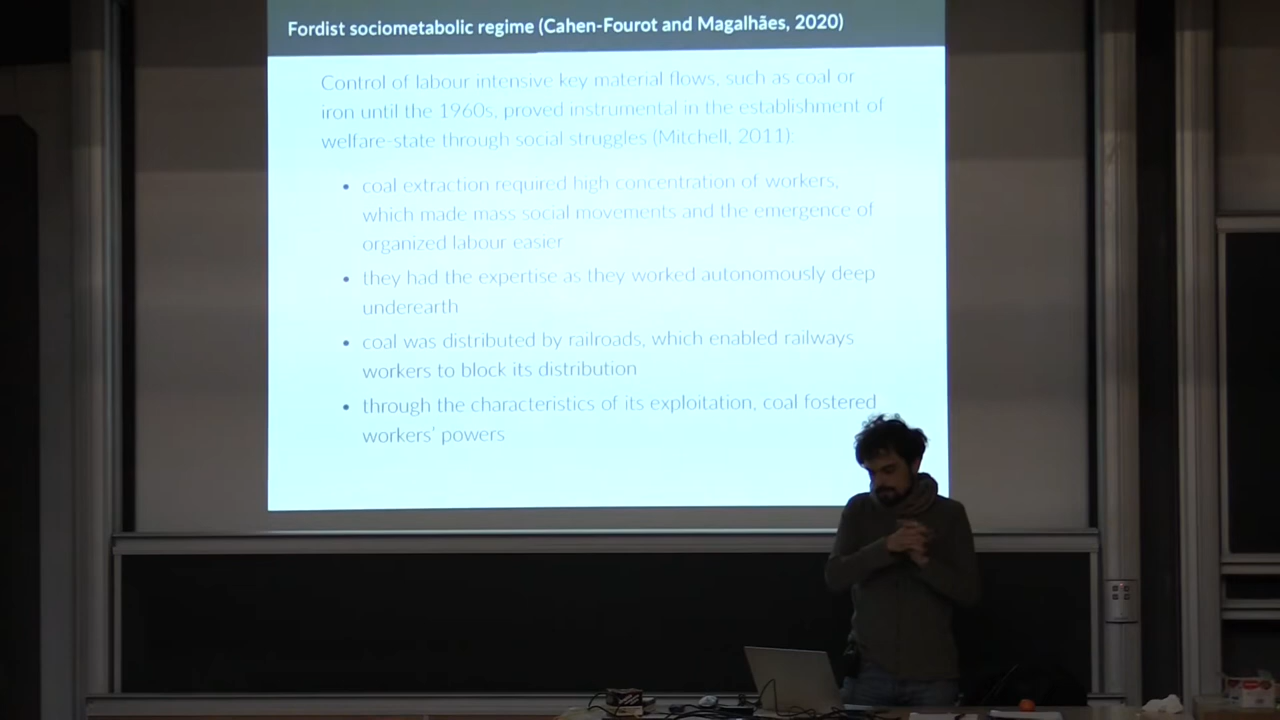 Fordist sociometabolic regime (Cahen-Fourot and Magalhães, 2020)
Control of labour intensive key material flows, such as coal or
iron until the 1960s, proved instrumental in the establishment of
welfare-state through social struggles (Mitchell, 2011):
• coal extraction required high concentration of workers,
which made mass social movements and the emergence of
organized labour easier
• they had the expertise as they worked autonomously deep
underearth
• coal was distributed by railroads, which enabled railways
workers to block its distribution
• through the characteristics of its exploitation, coal fostered
workers' powers